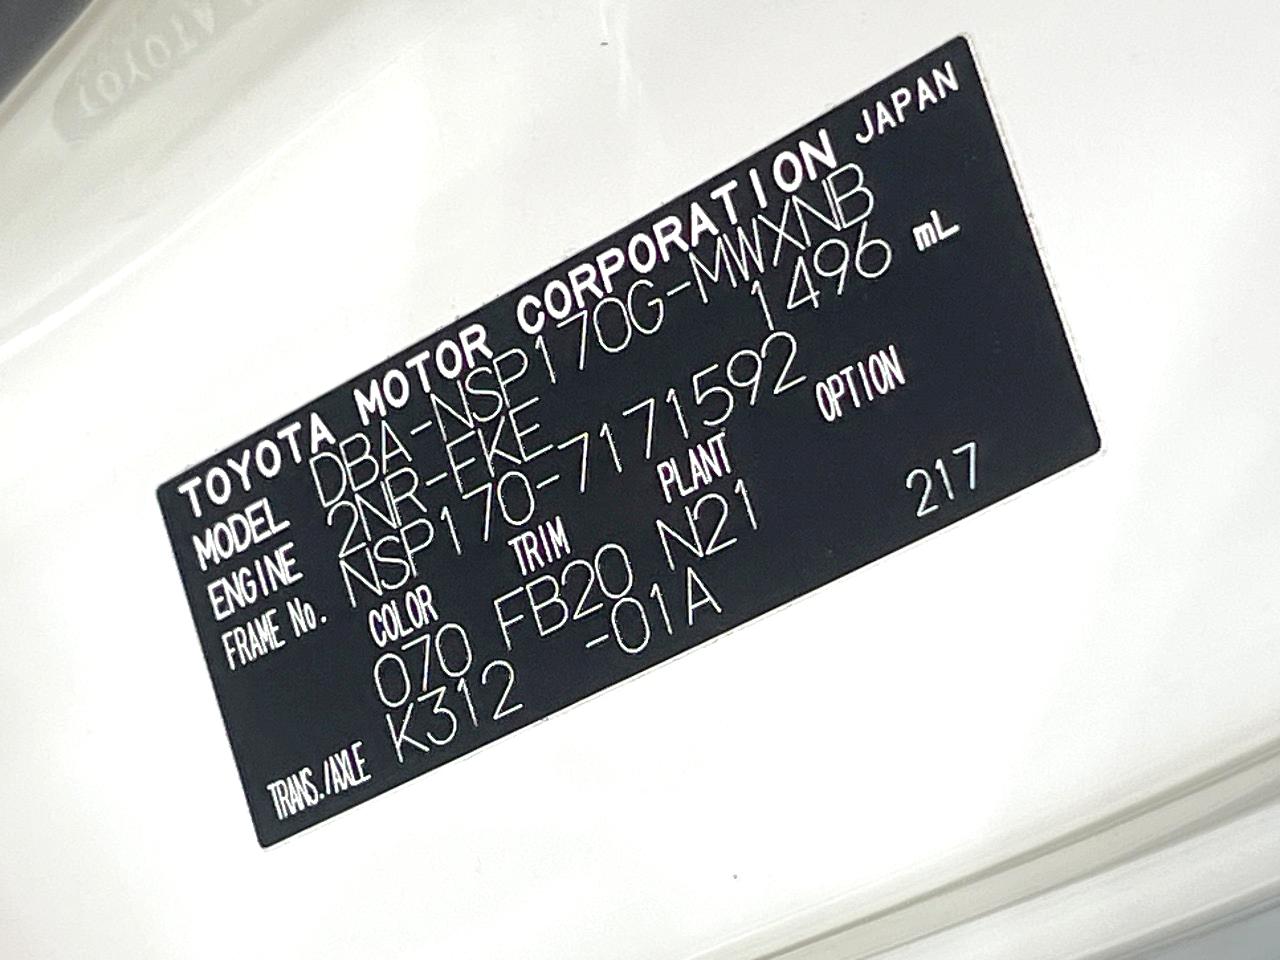 TOYOTA MOTOR CORPORATION JAPAN
MODEL DBA-NSP170G-MWXNB
ENGINE 2NR-FKE 1496 mL
FRAME No. NSP170-7171592
COLOR TRIM PLANT OPTION
070 FB20 N21 217
TRANS./AXLE K312 -01A